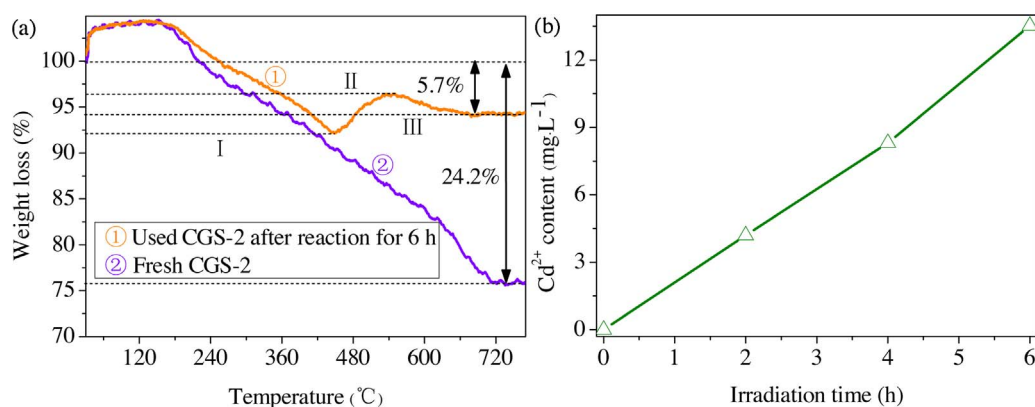 (a)
Weight loss (%)
100
95
90
85
80
75
70
①
II
5.7%
III
I
②
24.2%
① Used CGS-2 after reaction for 6 h
② Fresh CGS-2
120 240 360 480 600 720
Temperature (℃)
(b)
Cd²⁺ content (mg·L⁻¹)
12
9
6
3
0
0 1 2 3 4 5 6
Irradiation time (h)